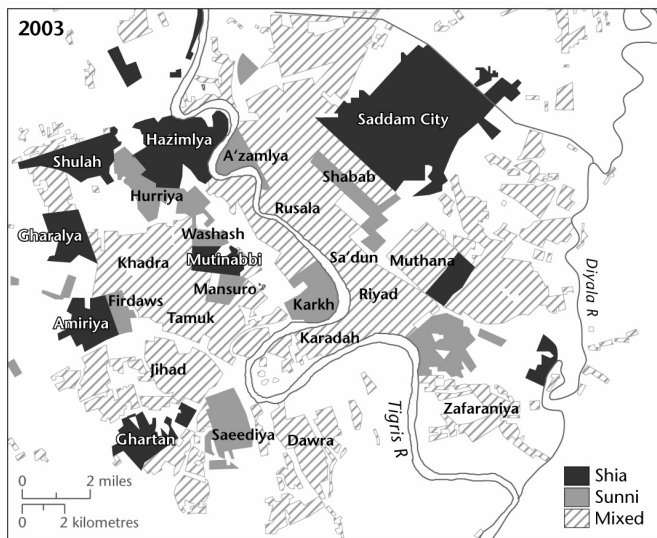 2003
Saddam City
Hazimlya
Shulah
A'zamlya
Shabab
Hurriya
Rusala
Gharalya
Washash
Mutinabbi
Khadra
Sa'dun
Muthana
Diyala R
Mansuro
Riyad
Firdaws
Karkh
Amiriya
Tamuk
Karadah
Jihad
Tigris R
Zafaraniya
Ghartan
Saeediya
Dawra
0 2 miles
0 2 kilometres
Shia
Sunni
Mixed